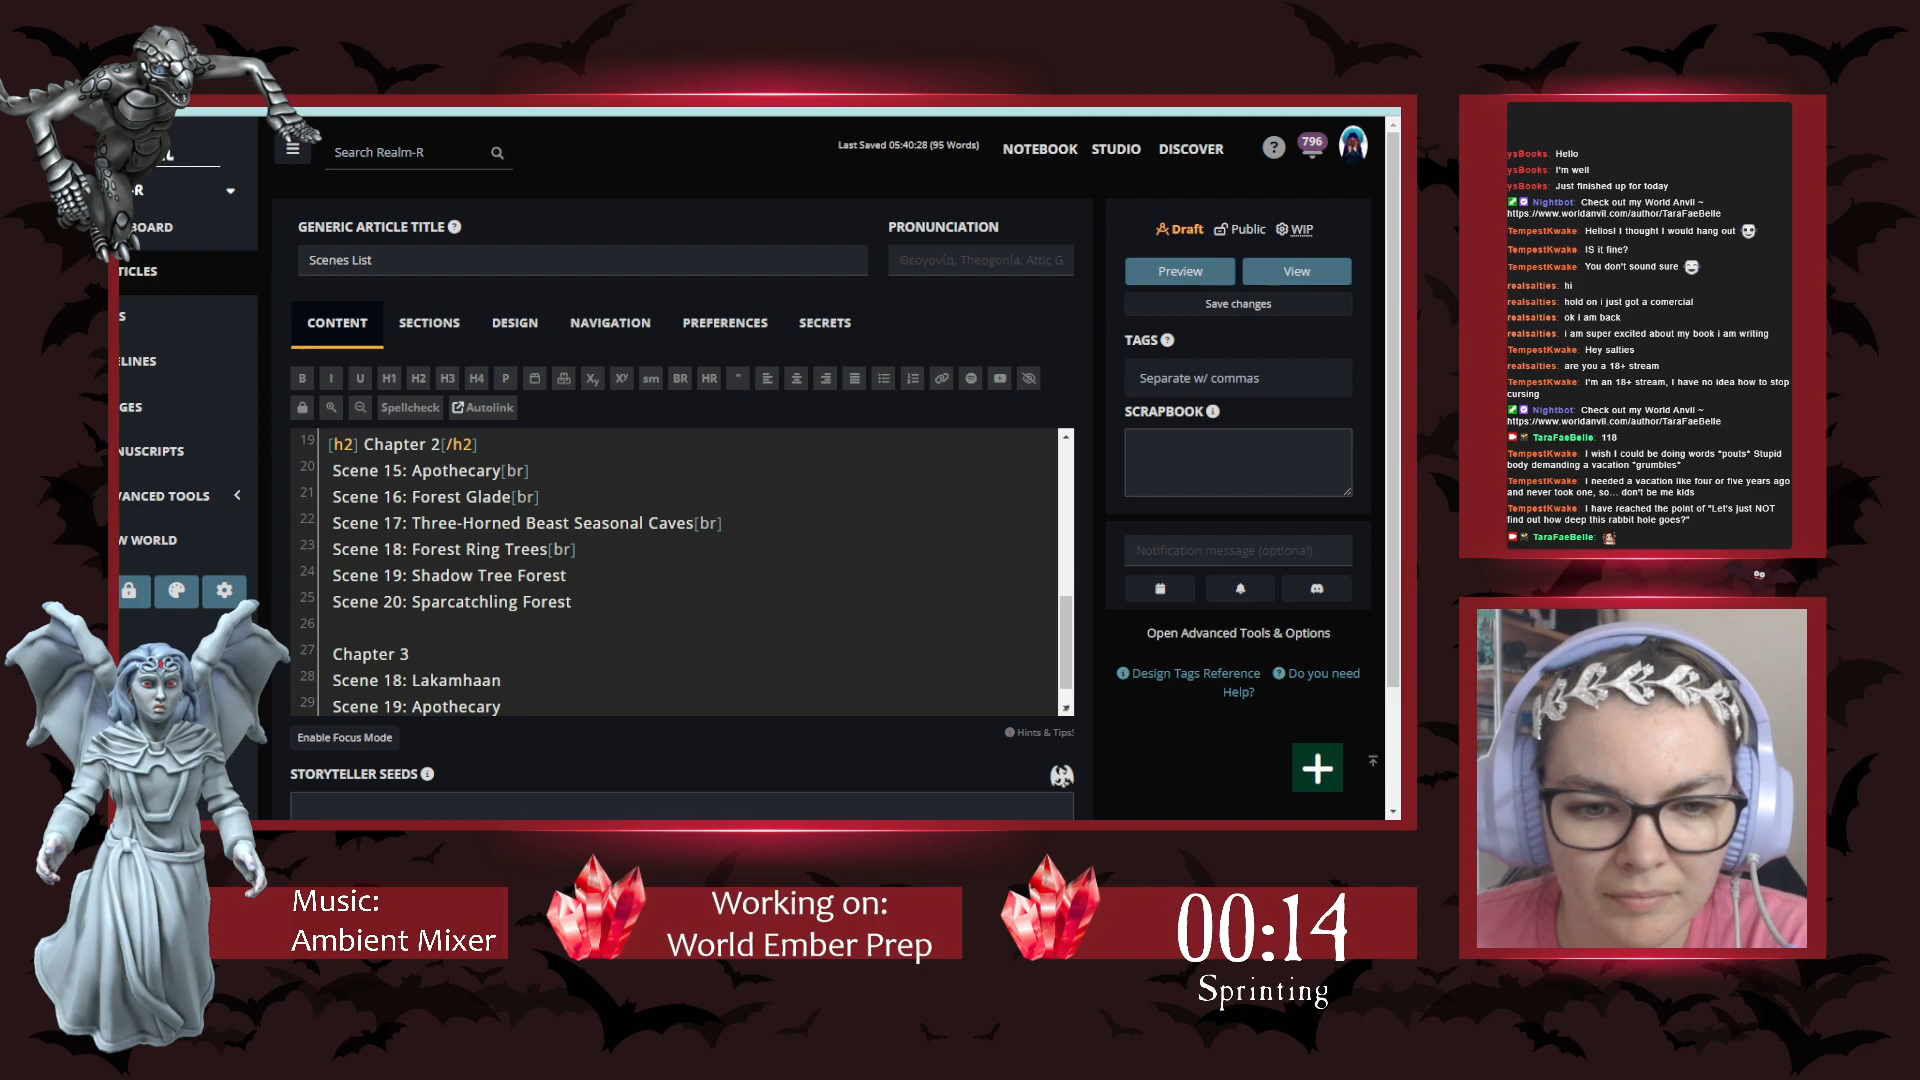 Search Realm-R
Last Saved 05:40:28 (95 Words)
NOTEBOOK
STUDIO
DISCOVER
?
796
-R
BOARD
TICLES
S
ELINES
GES
NUSCRIPTS
VANCED TOOLS
W WORLD
GENERIC ARTICLE TITLE
PRONUNCIATION
Scenes List
Θεογονία, Theogonía, Attic G
CONTENT
SECTIONS
DESIGN
NAVIGATION
PREFERENCES
SECRETS
B I U H1 H2 H3 H4 P sm BR HR "
Spellcheck
Autolink
19 [h2] Chapter 2[/h2]
20 Scene 15: Apothecary[br]
21 Scene 16: Forest Glade[br]
22 Scene 17: Three-Horned Beast Seasonal Caves[br]
23 Scene 18: Forest Ring Trees[br]
24 Scene 19: Shadow Tree Forest
25 Scene 20: Sparcatchling Forest
26
27 Chapter 3
28 Scene 18: Lakamhaan
29 Scene 19: Apothecary
Enable Focus Mode
Hints & Tips!
STORYTELLER SEEDS
Draft
Public
WIP
Preview
View
Save changes
TAGS
Separate w/ commas
SCRAPBOOK
Notification message (optional)
Open Advanced Tools & Options
Design Tags Reference
Do you need
Help?
ysBooks: Hello
ysBooks: I'm well
ysBooks: Just finished up for today
Nightbot: Check out my World Anvil ~
https://www.worldanvil.com/author/TaraFaeBelle
TempestKwake: Hellos! I thought I would hang out
TempestKwake: IS it fine?
TempestKwake: You don't sound sure
realsalties: hi
realsalties: hold on i just got a comercial
realsalties: ok i am back
realsalties: i am super excited about my book i am writing
TempestKwake: Hey salties
realsalties: are you a 18+ stream
TempestKwake: I'm an 18+ stream, I have no idea how to stop
cursing
Nightbot: Check out my World Anvil ~
https://www.worldanvil.com/author/TaraFaeBelle
TaraFaeBelle: 118
TempestKwake: I wish I could be doing words *pouts* Stupid
body demanding a vacation *grumbles*
TempestKwake: I needed a vacation like four or five years ago
and never took one, so... don't be me kids
TempestKwake: I have reached the point of "Let's just NOT
find out how deep this rabbit hole goes?"
TaraFaeBelle:
Music:
Ambient Mixer
Working on:
World Ember Prep
00:14
Sprinting